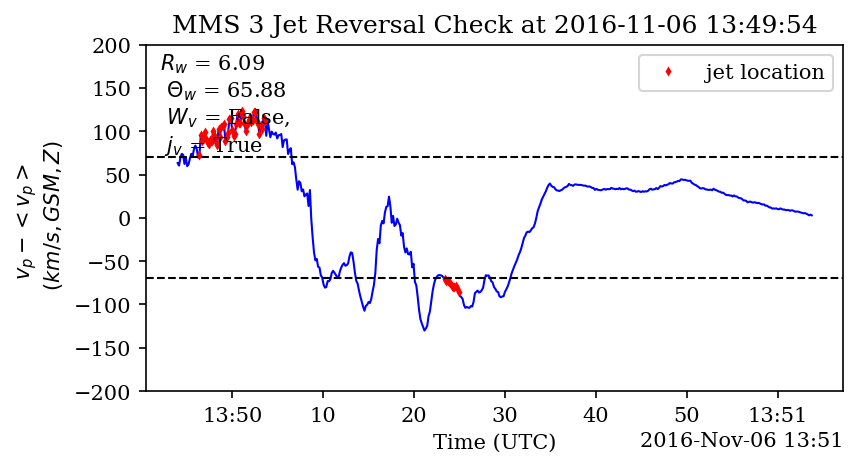 MMS 3 Jet Reversal Check at 2016-11-06 13:49:54
R_w = 6.09
Θ_w = 65.88
W_v = False,
j_v = True
jet location
v_p − < v_p >
(km/s, GSM, Z)
200
150
100
50
0
−50
−100
−150
−200
13:50 10 20 30 40 50 13:51
Time (UTC)
2016-Nov-06 13:51